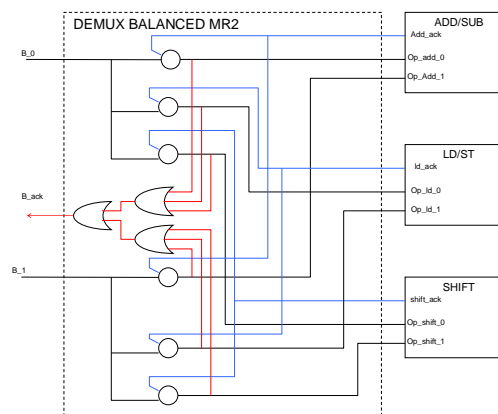 DEMUX BALANCED MR2
ADD/SUB
Add_ack
B_0
Op_add_0
Op_Add_1
LD/ST
ld_ack
Op_ld_0
B_ack
Op_ld_1
B_1
SHIFT
shift_ack
Op_shift_0
Op_shift_1